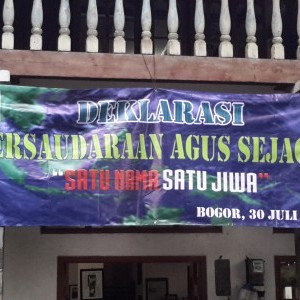 DEKLARASI
ERSAUDARAAN AGUS SEJAG
"SATU NAMA SATU JIWA"
BOGOR, 30 JULI